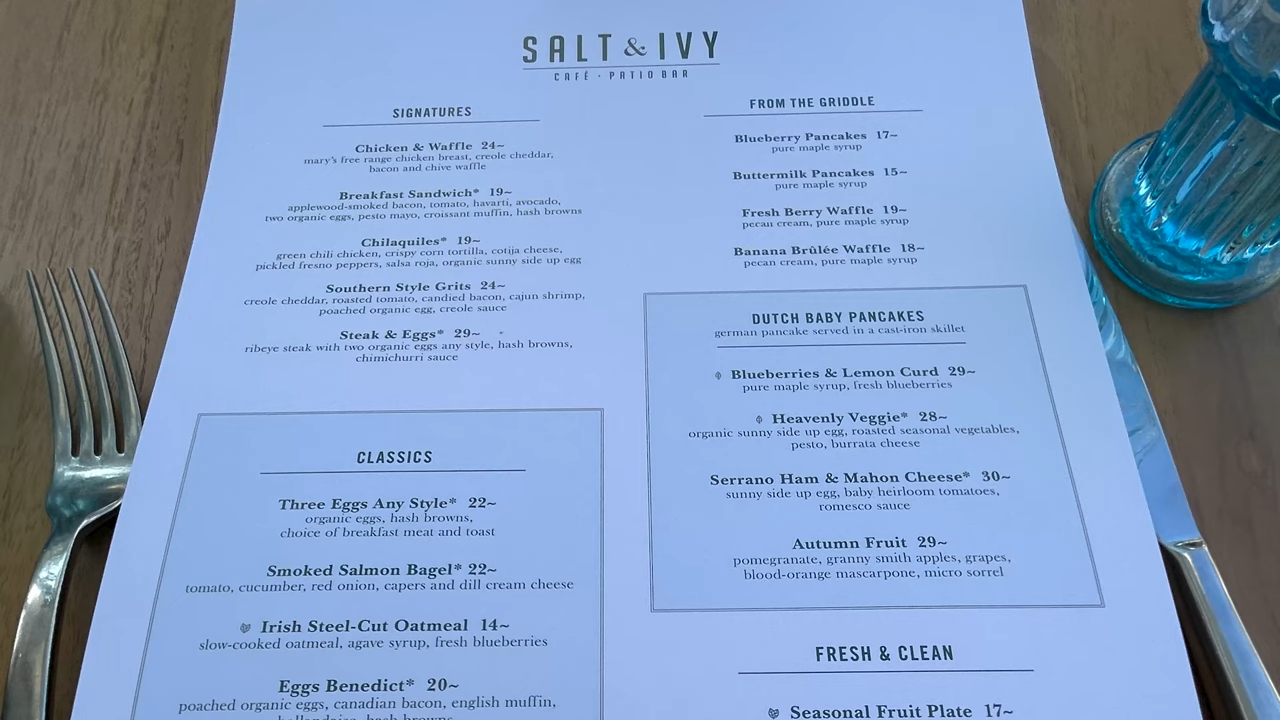 SALT & IVY
CAFÉ · PATIO BAR
SIGNATURES
Chicken & Waffle 24~
mary's free range chicken breast, creole cheddar,
bacon and chive waffle
Breakfast Sandwich* 19~
applewood-smoked bacon, tomato, havarti, avocado,
two organic eggs, pesto mayo, croissant muffin, hash browns
Chilaquiles* 19~
green chili chicken, crispy corn tortilla, cotija cheese,
pickled fresno peppers, salsa roja, organic sunny side up egg
Southern Style Grits 24~
creole cheddar, roasted tomato, candied bacon, cajun shrimp,
poached organic egg, creole sauce
Steak & Eggs* 29~
ribeye steak with two organic eggs any style, hash browns,
chimichurri sauce
CLASSICS
Three Eggs Any Style* 22~
organic eggs, hash browns,
choice of breakfast meat and toast
Smoked Salmon Bagel* 22~
tomato, cucumber, red onion, capers and dill cream cheese
Irish Steel-Cut Oatmeal 14~
slow-cooked oatmeal, agave syrup, fresh blueberries
Eggs Benedict* 20~
poached organic eggs, canadian bacon, english muffin,
hollandaise, hash browns
FROM THE GRIDDLE
Blueberry Pancakes 17~
pure maple syrup
Buttermilk Pancakes 15~
pure maple syrup
Fresh Berry Waffle 19~
pecan cream, pure maple syrup
Banana Brûlée Waffle 18~
pecan cream, pure maple syrup
DUTCH BABY PANCAKES
german pancake served in a cast-iron skillet
Blueberries & Lemon Curd 29~
pure maple syrup, fresh blueberries
Heavenly Veggie* 28~
organic sunny side up egg, roasted seasonal vegetables,
pesto, burrata cheese
Serrano Ham & Mahon Cheese* 30~
sunny side up egg, baby heirloom tomatoes,
romesco sauce
Autumn Fruit 29~
pomegranate, granny smith apples, grapes,
blood-orange mascarpone, micro sorrel
FRESH & CLEAN
Seasonal Fruit Plate 17~